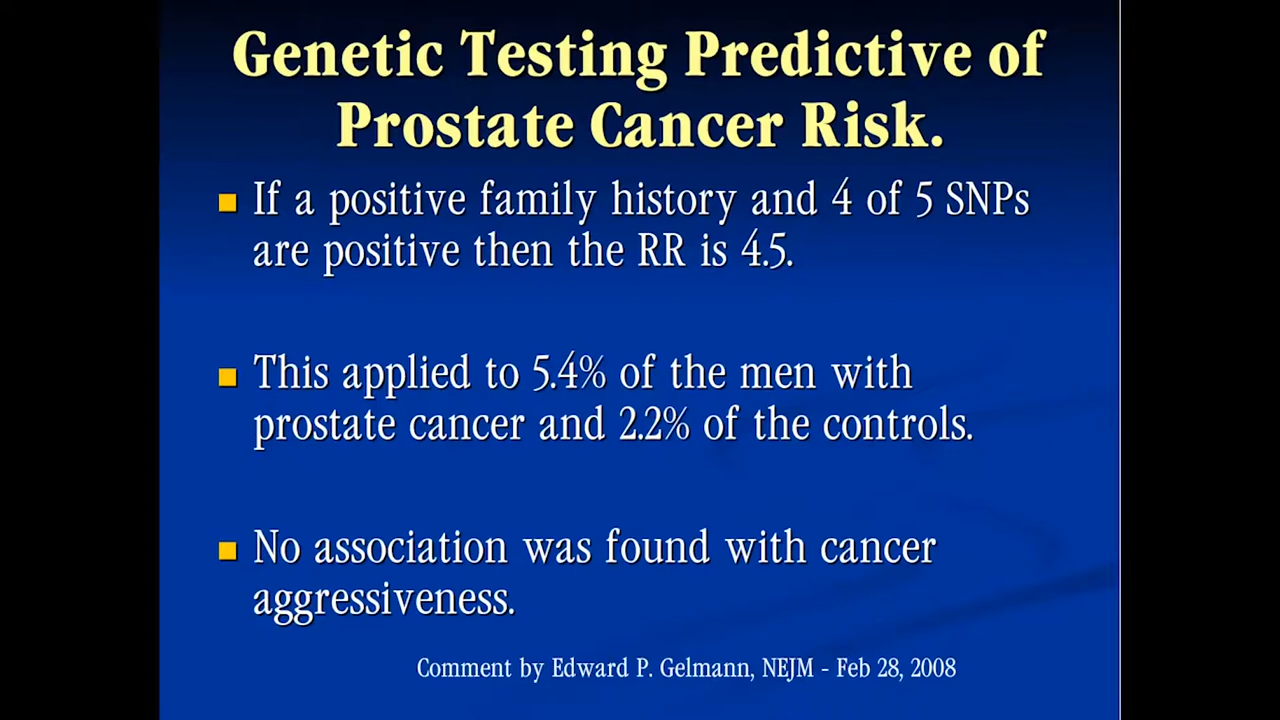 Genetic Testing Predictive of
Prostate Cancer Risk.
If a positive family history and 4 of 5 SNPs
are positive then the RR is 4.5.
This applied to 5.4% of the men with
prostate cancer and 2.2% of the controls.
No association was found with cancer
aggressiveness.
Comment by Edward P. Gelmann, NEJM - Feb 28, 2008